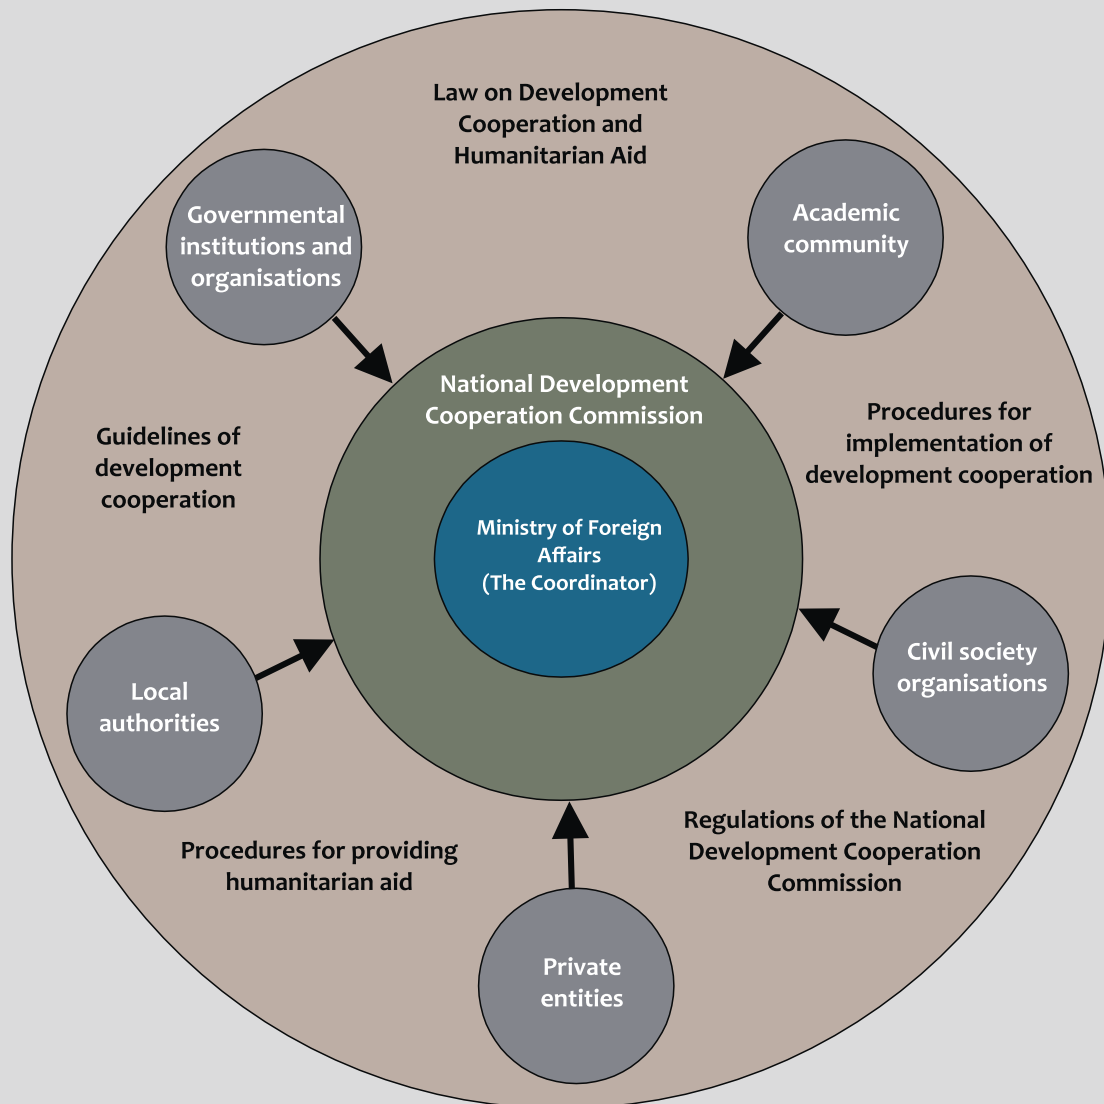 Law on Development
Cooperation and
Humanitarian Aid
Governmental
institutions and
organisations
Academic
community
National Development
Cooperation Commission
Guidelines of
development
cooperation
Procedures for
implementation of
development cooperation
Ministry of Foreign
Affairs
(The Coordinator)
Local
authorities
Civil society
organisations
Procedures for providing
humanitarian aid
Regulations of the National
Development Cooperation
Commission
Private
entities